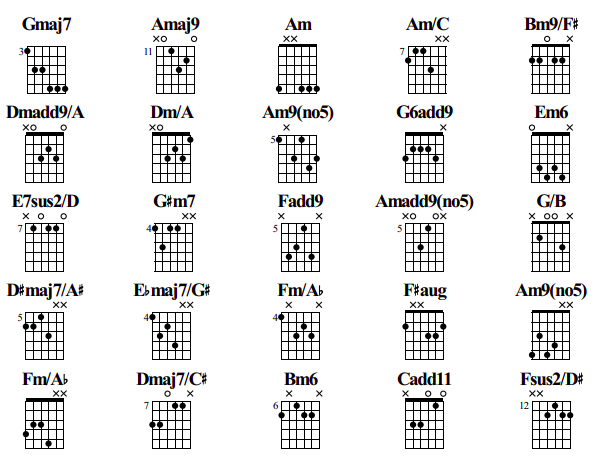 Gmaj7 Amaj9 Am Am/C Bm9/F♯
×○ ○ ×× ×× ○ ×
3 11 7
Dmadd9/A Dm/A Am9(no5) G6add9 Em6
×○ ○ ×○ × × ○ ×
5
E7sus2/D G♯m7 Fadd9 Amadd9(no5) G/B
× ○ ○ ×× × × ×○ ○× × ○○ ×
7 4 5 5
D♯maj7/A♯ E♭maj7/G♯ Fm/A♭ F♯aug Am9(no5)
×× ×× × × ×× ××
5 4 4
Fm/A♭ Dmaj7/C♯ Bm6 Cadd11 Fsus2/D♯
×× ○ × × × × ○ ○ ××
7 6 12